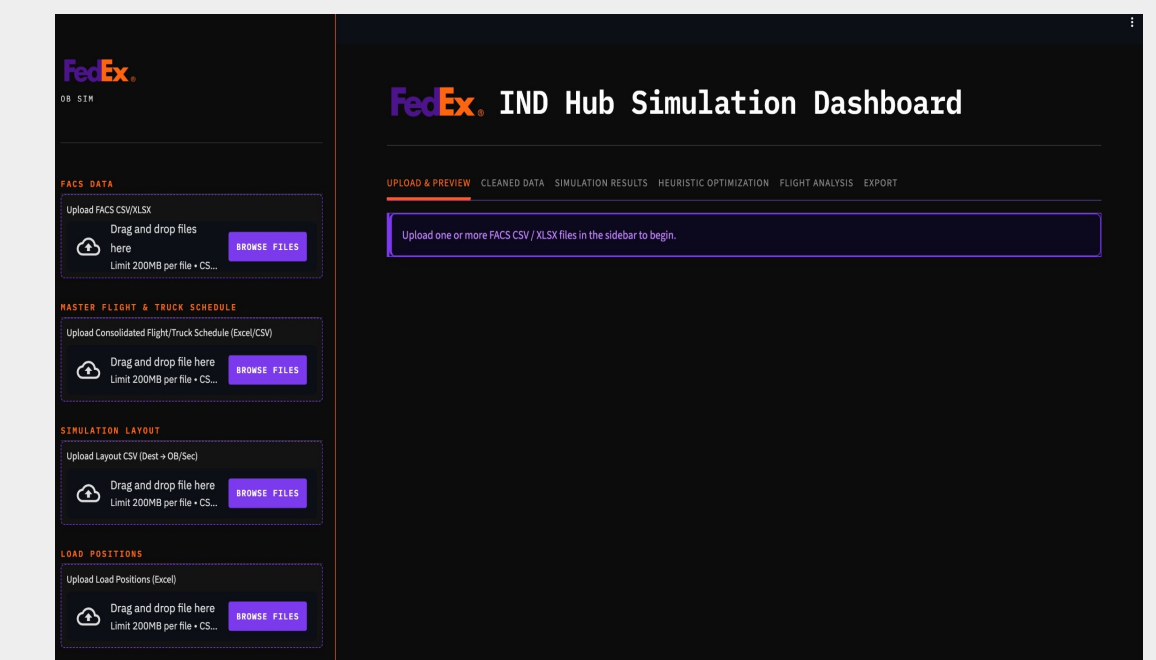 FedEx®
OB SIM
FACS DATA
Upload FACS CSV/XLSX
Drag and drop files
here
Limit 200MB per file • CS...
BROWSE FILES
MASTER FLIGHT & TRUCK SCHEDULE
Upload Consolidated Flight/Truck Schedule (Excel/CSV)
Drag and drop file here
Limit 200MB per file • CS...
BROWSE FILES
SIMULATION LAYOUT
Upload Layout CSV (Dest → OB/Sec)
Drag and drop file here
Limit 200MB per file • CS...
BROWSE FILES
LOAD POSITIONS
Upload Load Positions (Excel)
Drag and drop file here
Limit 200MB per file • CS...
BROWSE FILES
FedEx® IND Hub Simulation Dashboard
UPLOAD & PREVIEW CLEANED DATA SIMULATION RESULTS HEURISTIC OPTIMIZATION FLIGHT ANALYSIS EXPORT
Upload one or more FACS CSV / XLSX files in the sidebar to begin.